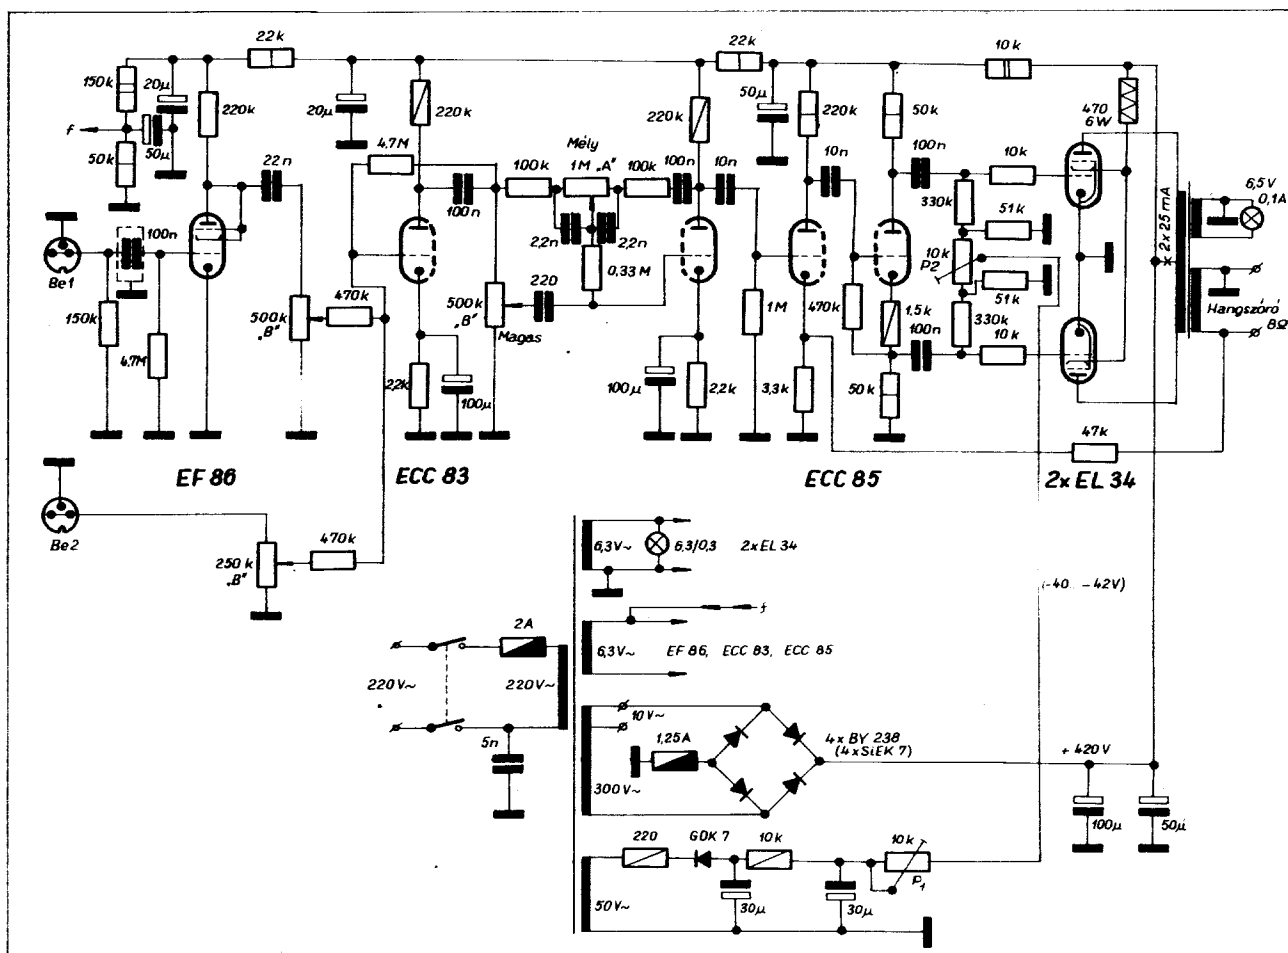 22k
22k
10k
150k
20µ
220k
20µ
220k
220k
50µ
220k
50k
470
6W
f
50µ
50k
4,7M
Mély
1M „A"
100k
100k
100n
10n
10n
100n
10k
22n
100n
2,2n
2,2n
330k
51k
6,5V
0,1A
2x25mA
100n
Be1
0,33M
10k
P2
150k
4,7M
500k
„B"
470k
500k
„B"
Magas
220
1M
470k
1,5k
100n
51k
330k
10k
Hangszóró
8Ω
2,2k
100µ
100µ
2,2k
3,3k
50k
47k
EF 86
ECC 83
ECC 85
2x EL 34
Be2
250k
„B"
470k
6,3V~
6,3/0,3
2xEL 34
(-40 .. -42V)
f
2A
6,3V~
EF 86, ECC 83, ECC 85
220V~
220V~
10V~
5n
1,25A
4x BY 238
(4xSiEK 7)
+ 420V
300V~
100µ
50µ
220
GDK 7
10k
10k
P1
50V~
30µ
30µ